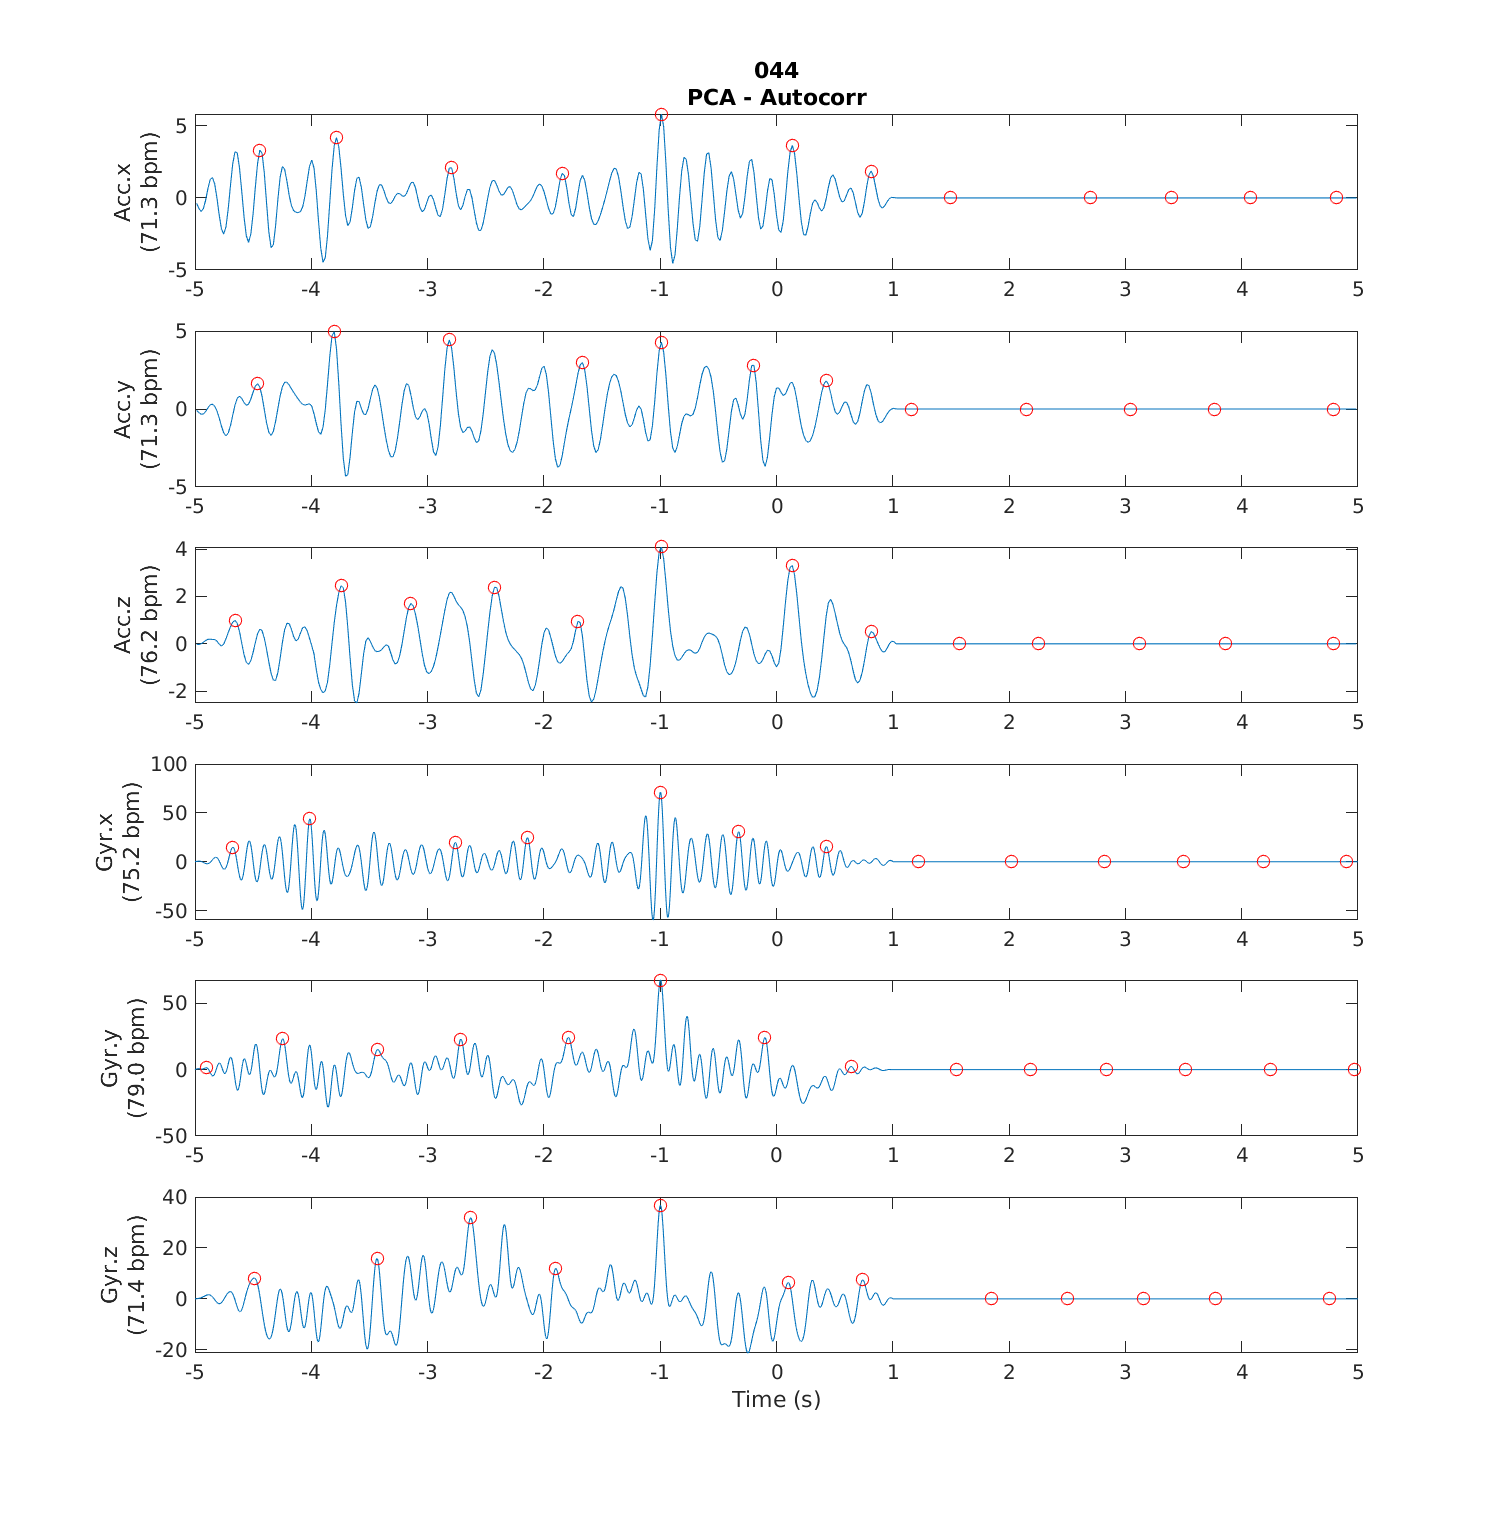 044
PCA - Autocorr
Acc.x
(71.3 bpm)
5
0
-5
-5 -4 -3 -2 -1 0 1 2 3 4 5
Acc.y
(71.3 bpm)
5
0
-5
-5 -4 -3 -2 -1 0 1 2 3 4 5
Acc.z
(76.2 bpm)
4
2
0
-2
-5 -4 -3 -2 -1 0 1 2 3 4 5
Gyr.x
(75.2 bpm)
100
50
0
-50
-5 -4 -3 -2 -1 0 1 2 3 4 5
Gyr.y
(79.0 bpm)
50
0
-50
-5 -4 -3 -2 -1 0 1 2 3 4 5
Gyr.z
(71.4 bpm)
40
20
0
-20
-5 -4 -3 -2 -1 0 1 2 3 4 5
Time (s)